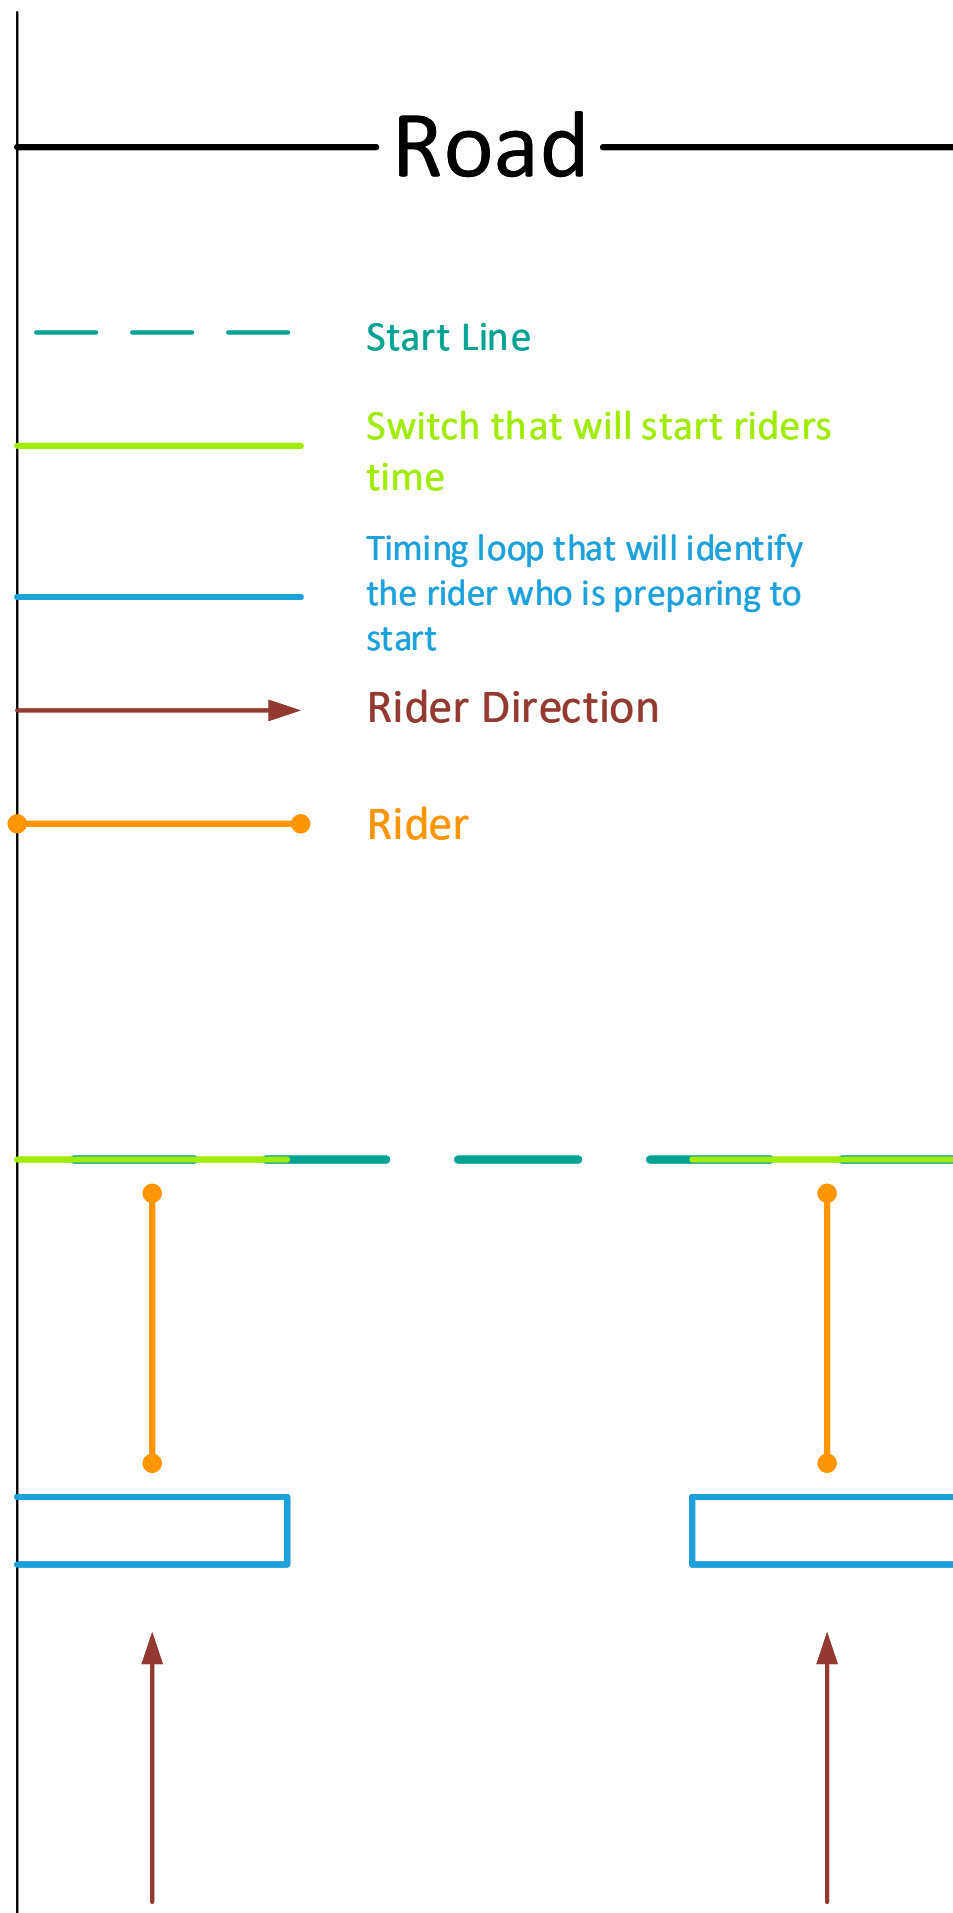 Road
Start Line
Switch that will start riders
time
Timing loop that will identify
the rider who is preparing to
start
Rider Direction
Rider